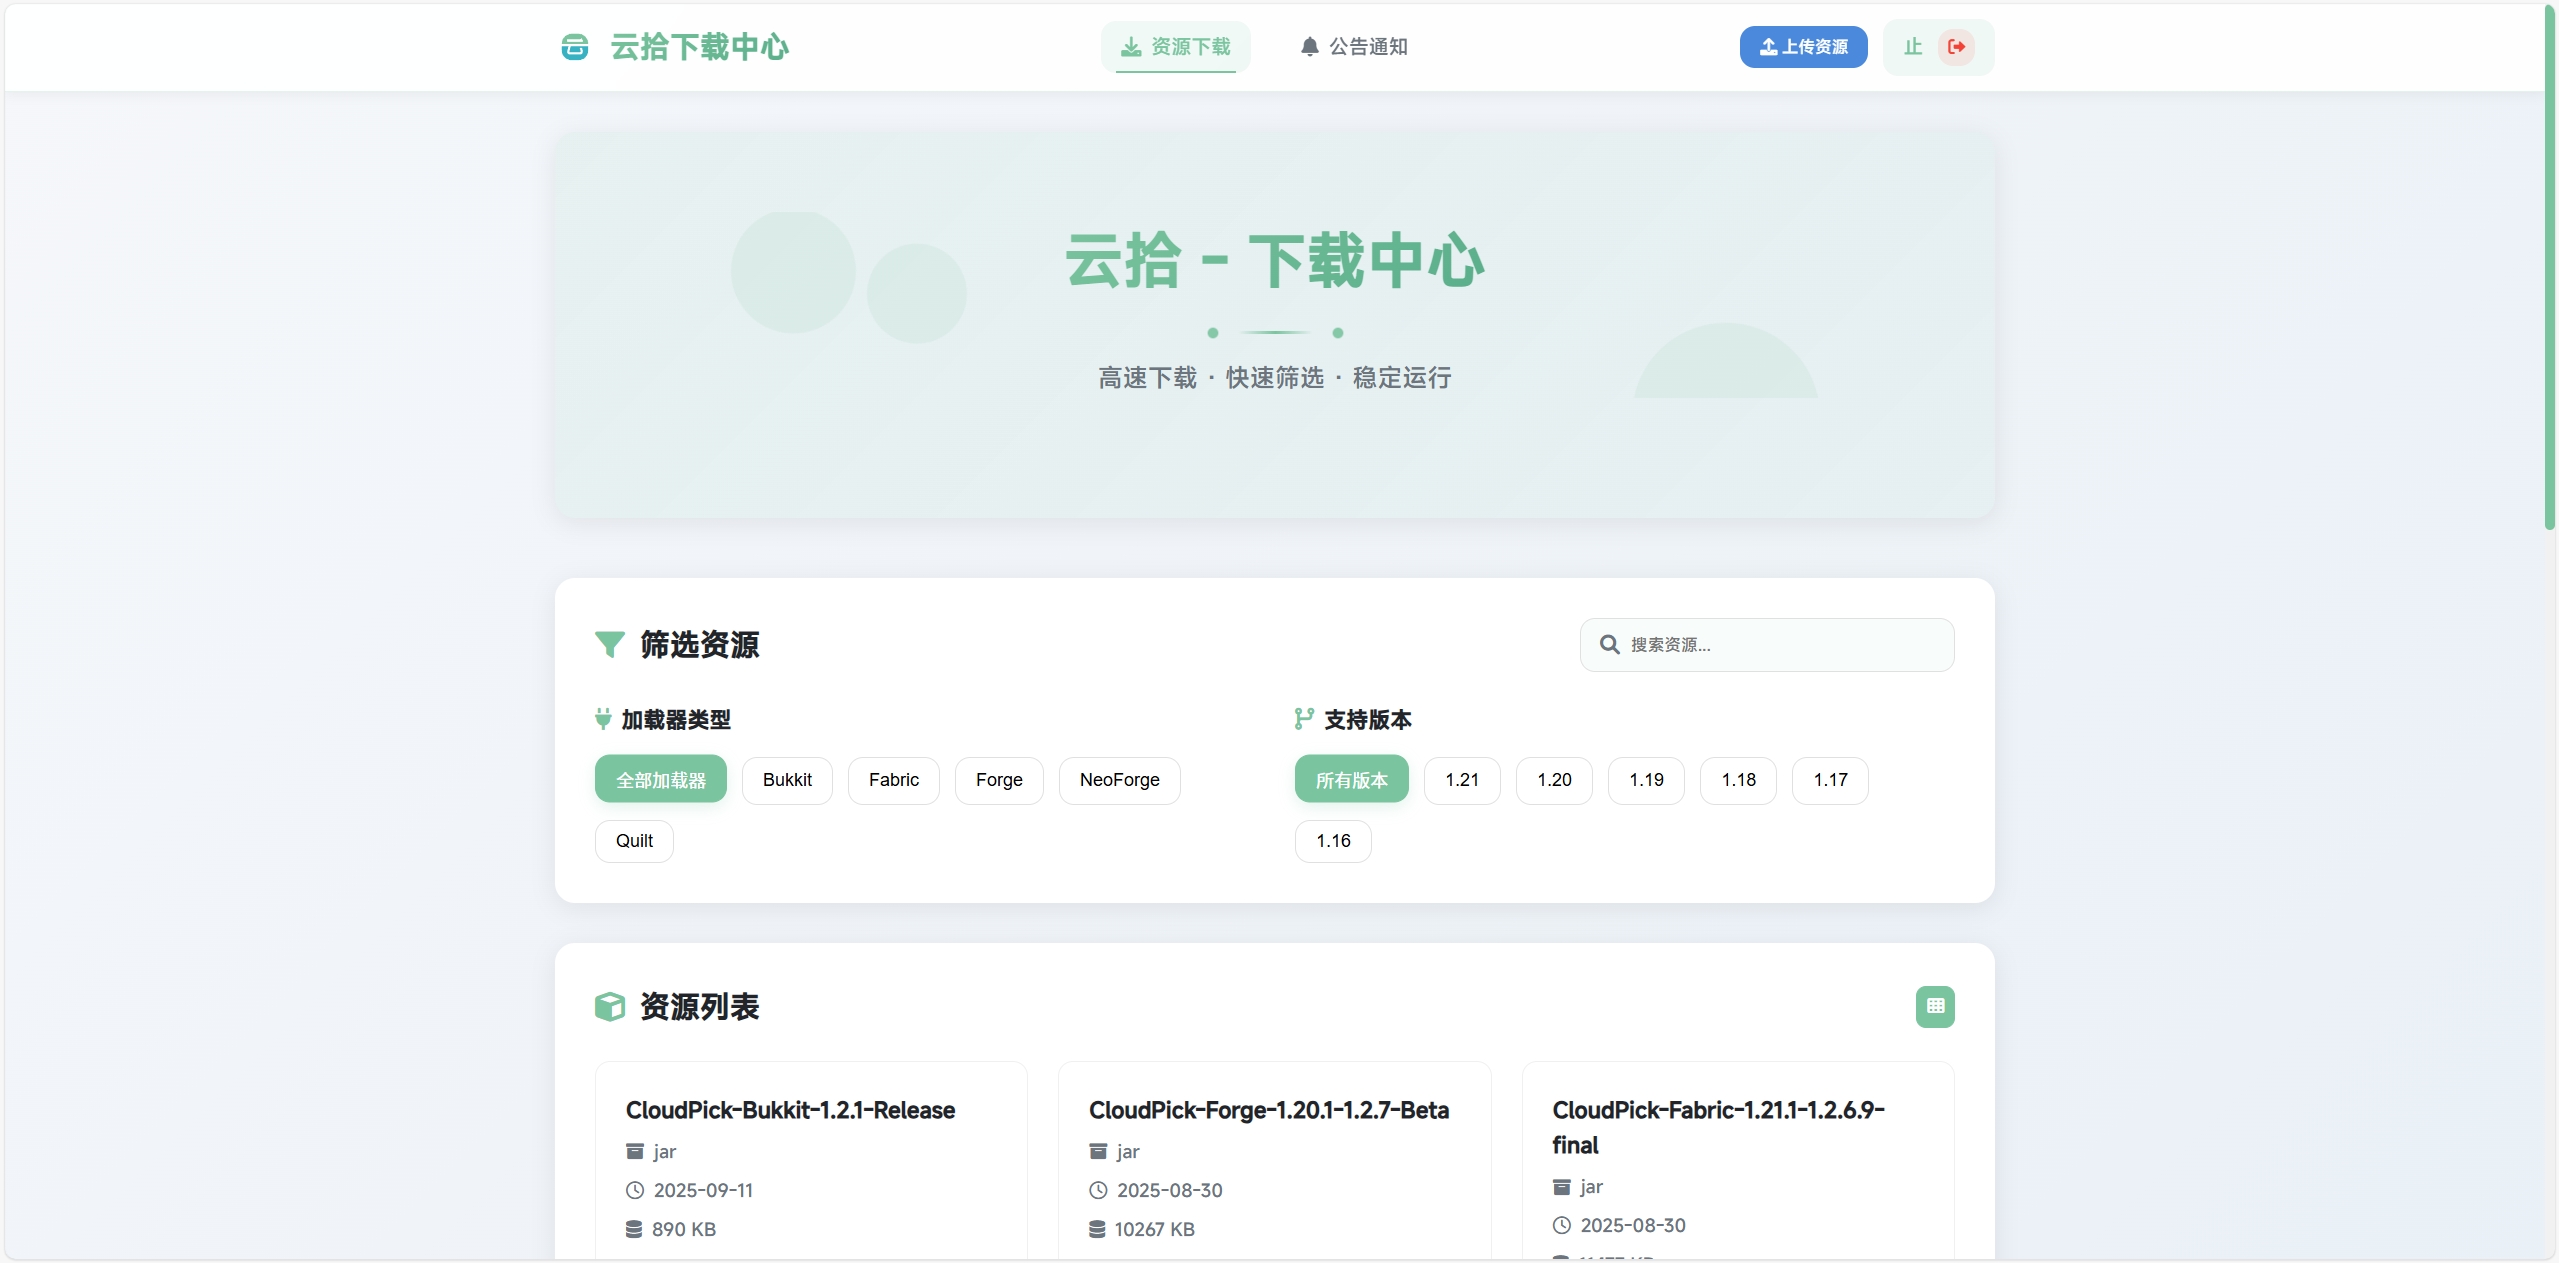 云拾下载中心
资源下载
公告通知
上传资源
止
云拾 - 下载中心
高速下载 · 快速筛选 · 稳定运行
筛选资源
搜索资源...
加载器类型
全部加载器 Bukkit Fabric Forge NeoForge
Quilt
支持版本
所有版本 1.21 1.20 1.19 1.18 1.17
1.16
资源列表
CloudPick-Bukkit-1.2.1-Release
jar
2025-09-11
890 KB
CloudPick-Forge-1.20.1-1.2.7-Beta
jar
2025-08-30
10267 KB
CloudPick-Fabric-1.21.1-1.2.6.9-
final
jar
2025-08-30